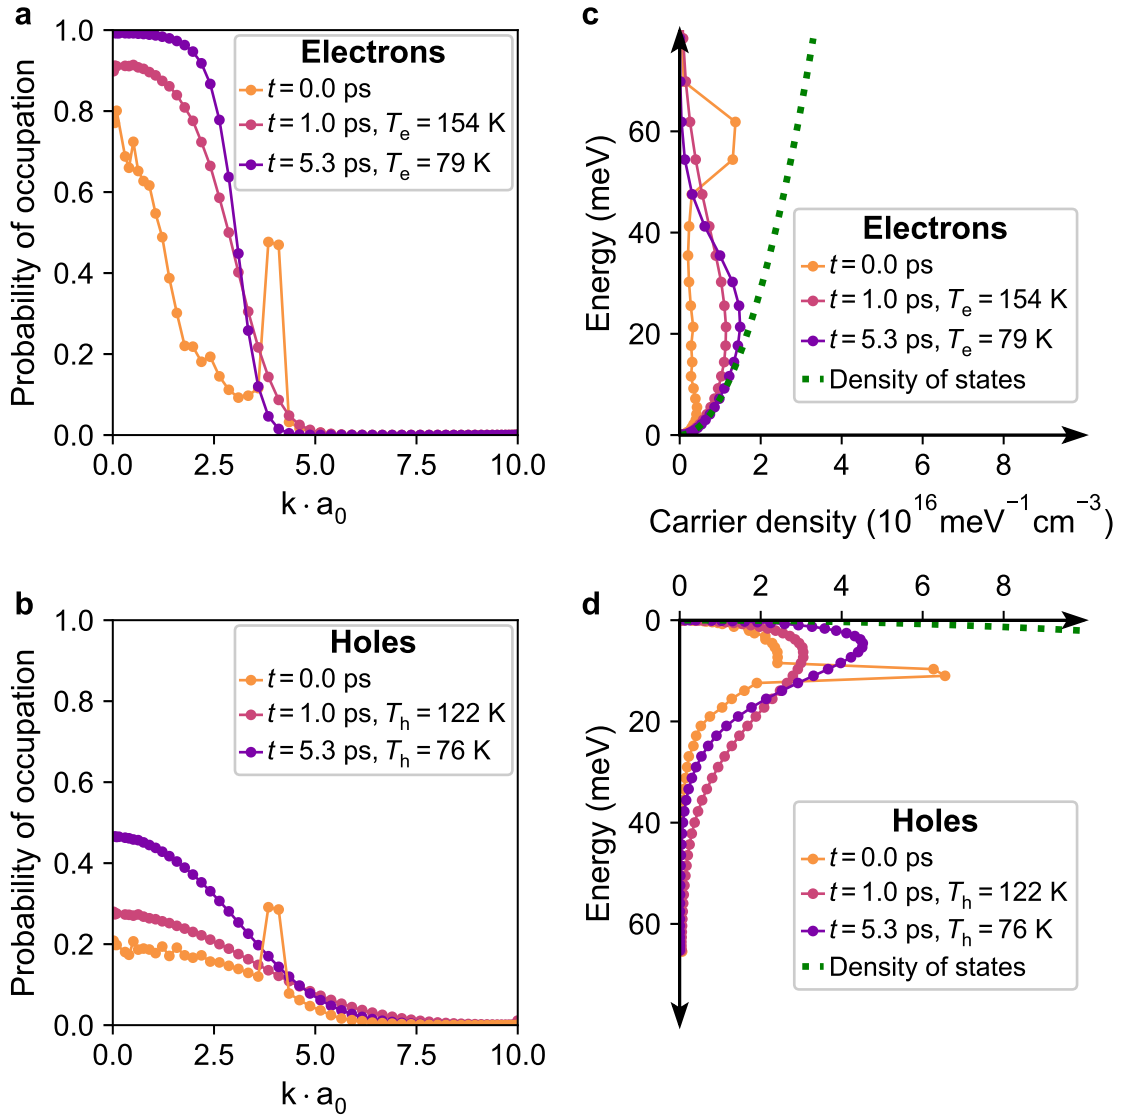 a
Probability of occupation
1.0
0.8
0.6
0.4
0.2
0.0
Electrons
t = 0.0 ps
t = 1.0 ps, Te = 154 K
t = 5.3 ps, Te = 79 K
0.0 2.5 5.0 7.5 10.0
k · a0
c
Energy (meV)
60
40
20
0
Electrons
t = 0.0 ps
t = 1.0 ps, Te = 154 K
t = 5.3 ps, Te = 79 K
Density of states
0 2 4 6 8
Carrier density (10^16 meV^−1 cm^−3)
b
Probability of occupation
1.0
0.8
0.6
0.4
0.2
0.0
Holes
t = 0.0 ps
t = 1.0 ps, Th = 122 K
t = 5.3 ps, Th = 76 K
0.0 2.5 5.0 7.5 10.0
k · a0
d
0 2 4 6 8
Energy (meV)
0
20
40
60
Holes
t = 0.0 ps
t = 1.0 ps, Th = 122 K
t = 5.3 ps, Th = 76 K
Density of states